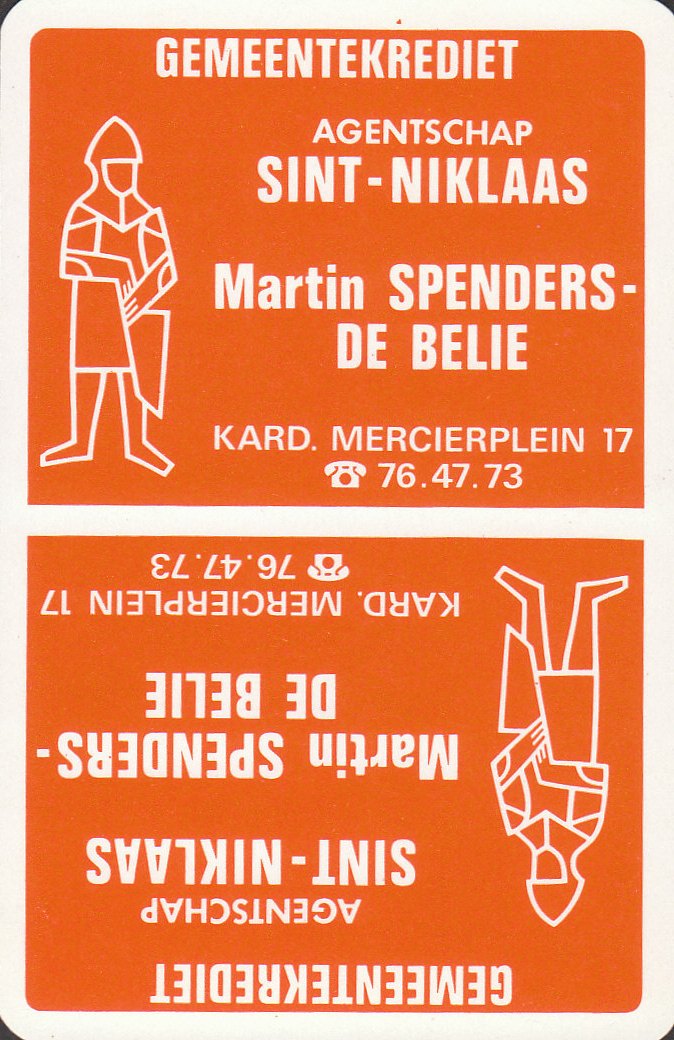 GEMEENTEKREDIET
AGENTSCHAP
SINT-NIKLAAS
Martin SPENDERS-
DE BELIE
KARD. MERCIERPLEIN 17
☎ 76.47.73
GEMEENTEKREDIET
AGENTSCHAP
SINT-NIKLAAS
Martin SPENDERS-
DE BELIE
KARD. MERCIERPLEIN 17
☎ 76.47.73